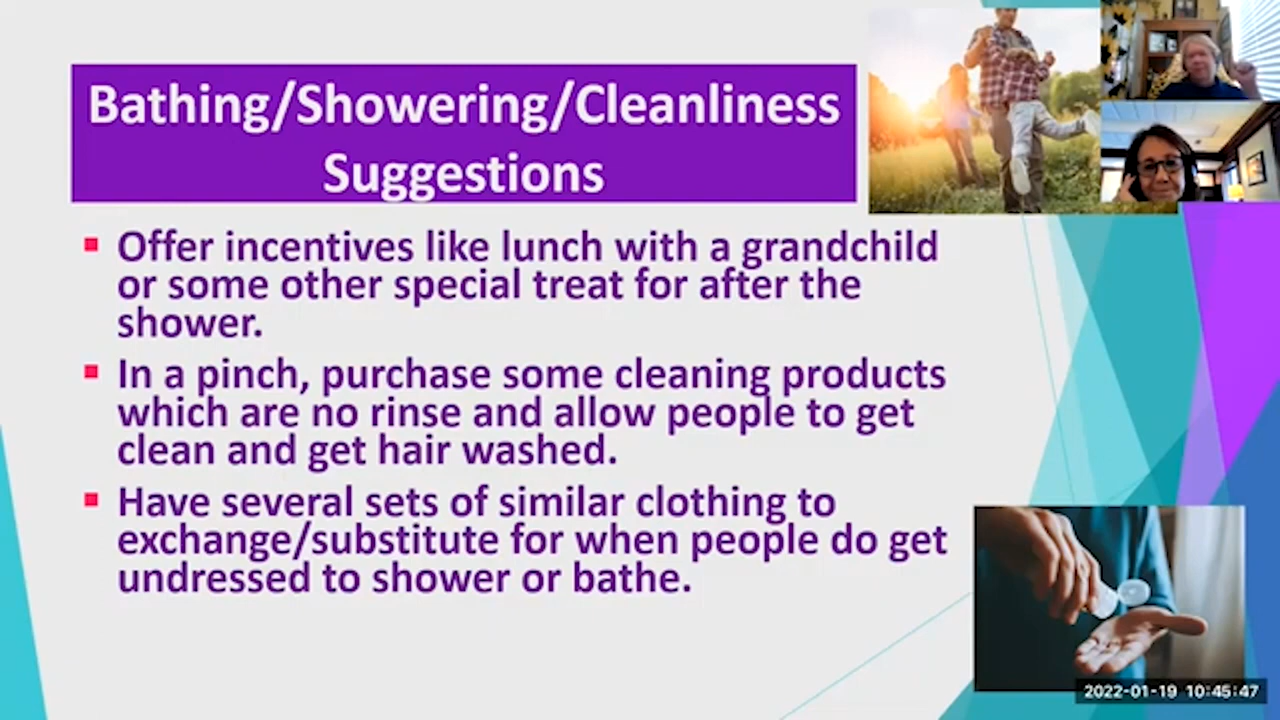 Bathing/Showering/Cleanliness
Suggestions
Offer incentives like lunch with a grandchild
or some other special treat for after the
shower.
In a pinch, purchase some cleaning products
which are no rinse and allow people to get
clean and get hair washed.
Have several sets of similar clothing to
exchange/substitute for when people do get
undressed to shower or bathe.
2022-01-19 10:45:47